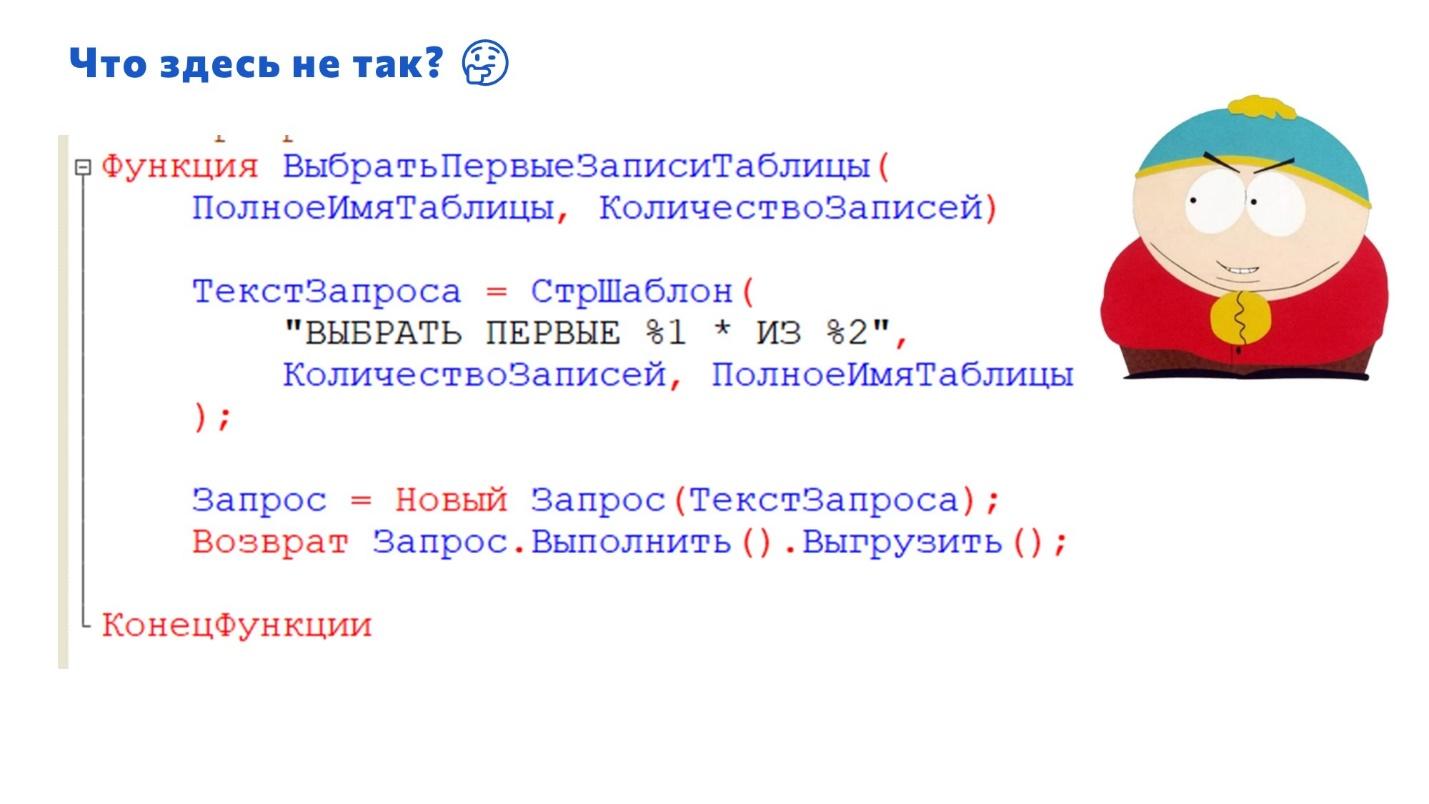 Что здесь не так? 🤔
Функция ВыбратьПервыеЗаписиТаблицы(
ПолноеИмяТаблицы, КоличествоЗаписей)
ТекстЗапроса = СтрШаблон(
"ВЫБРАТЬ ПЕРВЫЕ %1 * ИЗ %2",
КоличествоЗаписей, ПолноеИмяТаблицы
);
Запрос = Новый Запрос(ТекстЗапроса);
Возврат Запрос.Выполнить().Выгрузить();
КонецФункции